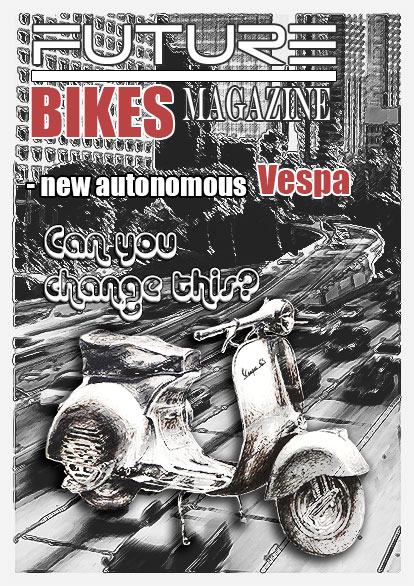 FUTURE
BIKES MAGAZINE
- new autonomous Vespa
Can you
change this?